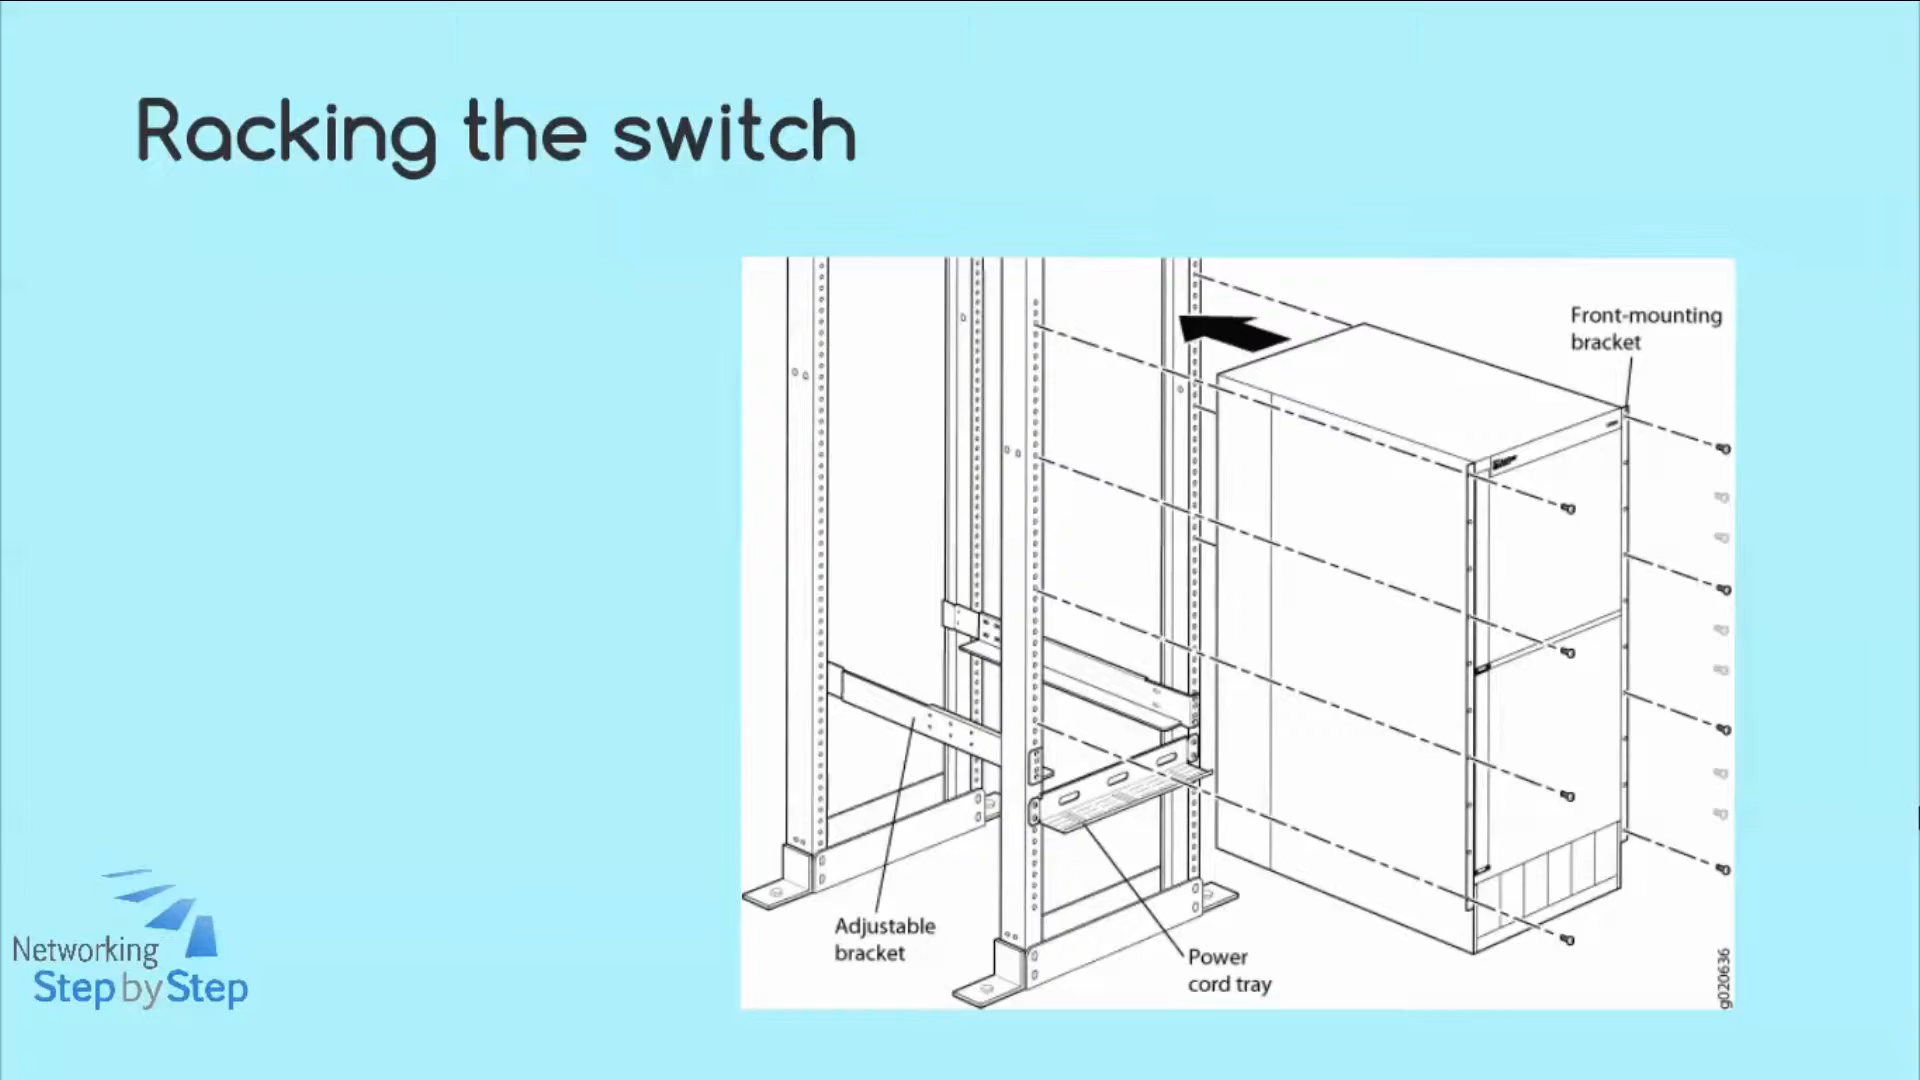 Racking the switch
Front-mounting
bracket
Adjustable
bracket
Power
cord tray
g020636
Networking
Step by Step